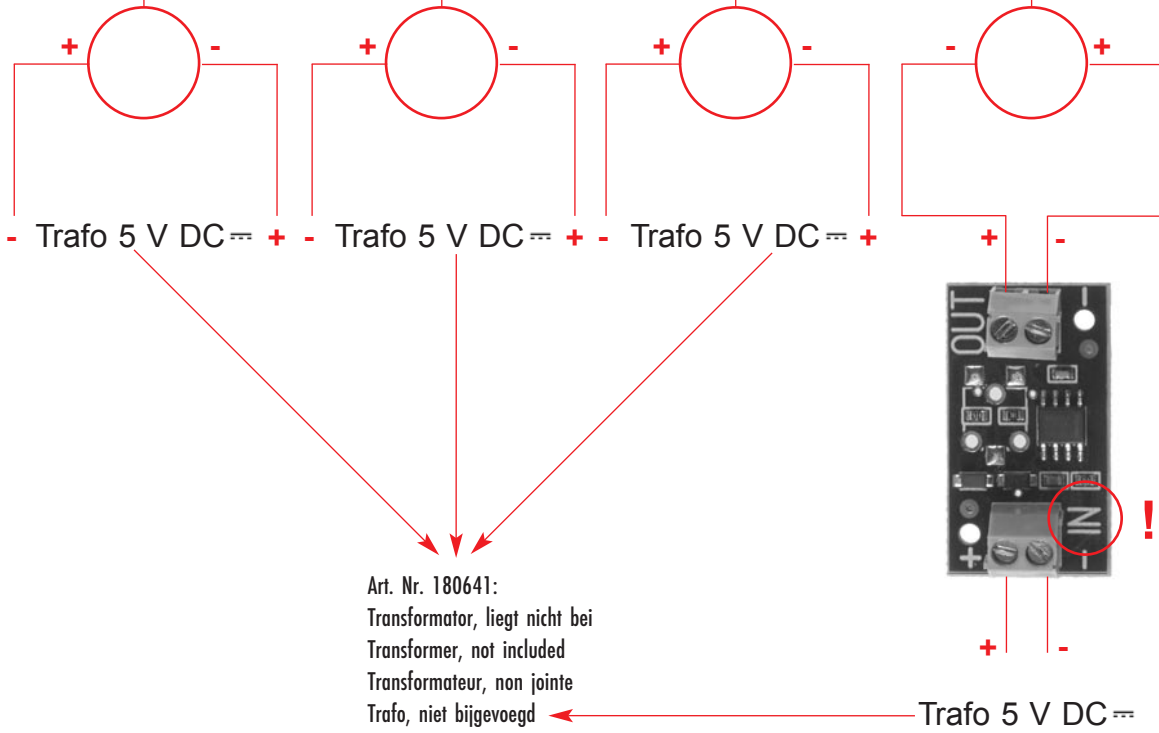 + - + - + - - +
- Trafo 5 V DC⎓ + - Trafo 5 V DC⎓ + - Trafo 5 V DC⎓ +
+ -
OUT -
IN !
+ -
Art. Nr. 180641:
Transformator, liegt nicht bei
Transformer, not included
Transformateur, non jointe
Trafo, niet bijgevoegd
+ -
Trafo 5 V DC⎓